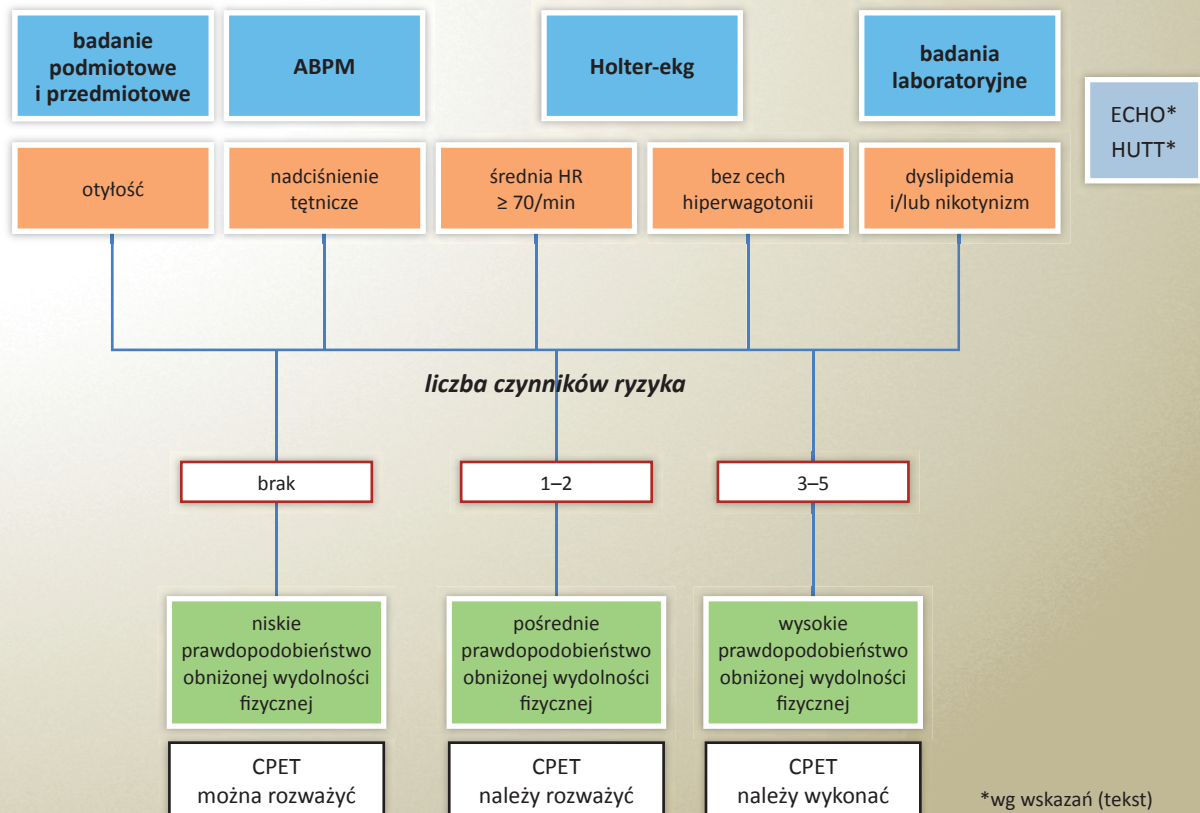 badanie
podmiotowe
i przedmiotowe
ABPM
Holter-ekg
badania
laboratoryjne
ECHO*
HUTT*
otyłość
nadciśnienie
tętnicze
średnia HR
≥ 70/min
bez cech
hiperwagotonii
dyslipidemia
i/lub nikotynizm
liczba czynników ryzyka
brak
1–2
3–5
niskie
prawdopodobieństwo
obniżonej wydolności
fizycznej
pośrednie
prawdopodobieństwo
obniżonej wydolności
fizycznej
wysokie
prawdopodobieństwo
obniżonej wydolności
fizycznej
CPET
można rozważyć
CPET
należy rozważyć
CPET
należy wykonać
*wg wskazań (tekst)